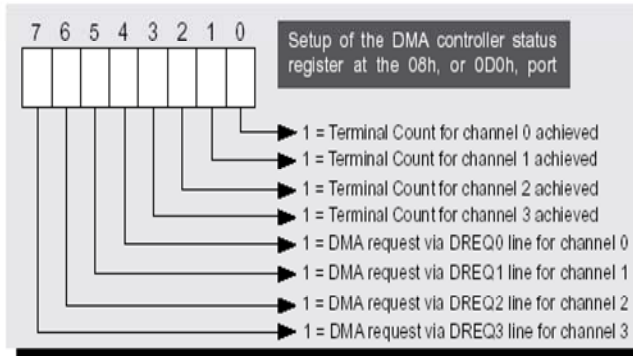 7 6 5 4 3 2 1 0
Setup of the DMA controller status
register at the 08h, or 0D0h, port
1 = Terminal Count for channel 0 achieved
1 = Terminal Count for channel 1 achieved
1 = Terminal Count for channel 2 achieved
1 = Terminal Count for channel 3 achieved
1 = DMA request via DREQ0 line for channel 0
1 = DMA request via DREQ1 line for channel 1
1 = DMA request via DREQ2 line for channel 2
1 = DMA request via DREQ3 line for channel 3